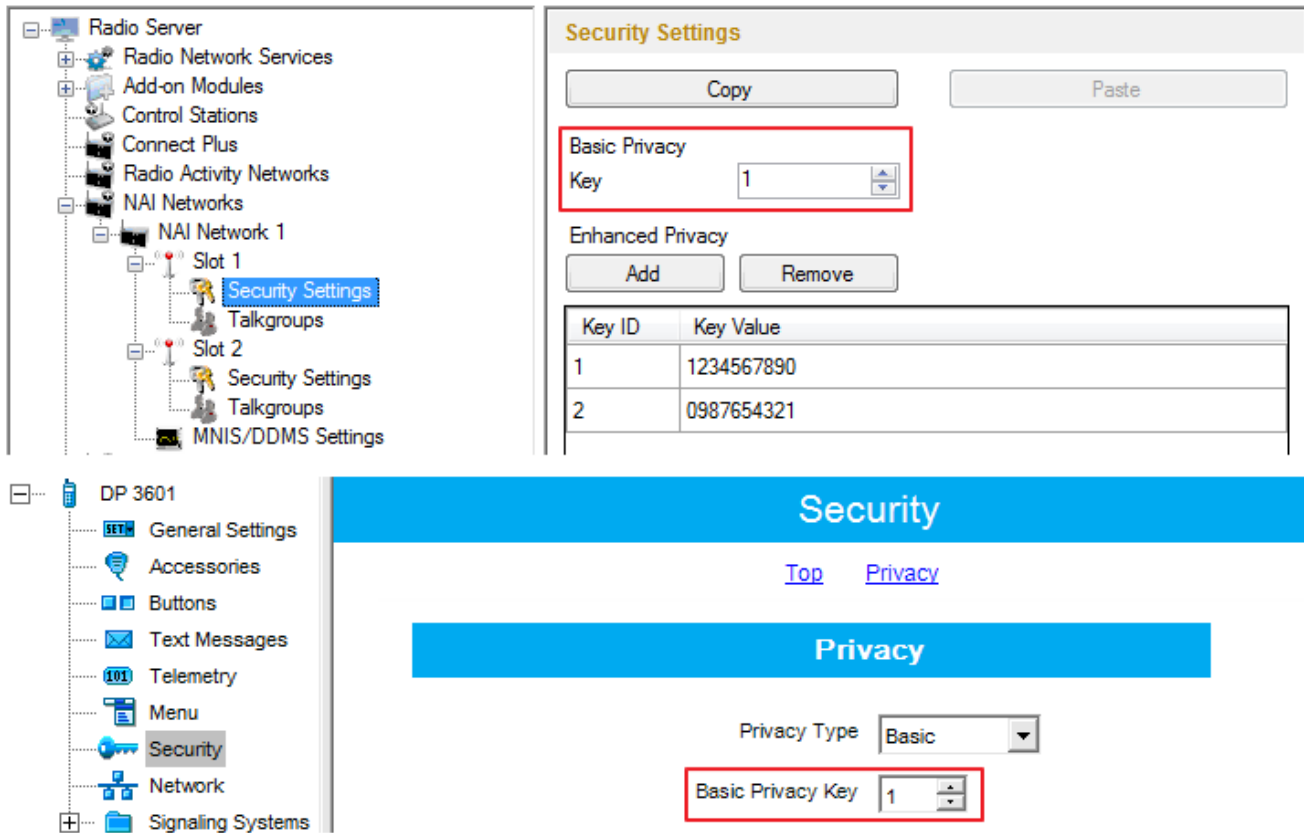 Radio Server
Radio Network Services
Add-on Modules
Control Stations
Connect Plus
Radio Activity Networks
NAI Networks
NAI Network 1
Slot 1
Security Settings
Talkgroups
Slot 2
Security Settings
Talkgroups
MNIS/DDMS Settings
Security Settings
Copy Paste
Basic Privacy
Key 1
Enhanced Privacy
Add Remove
Key ID Key Value
1 1234567890
2 0987654321
DP 3601
SET General Settings
Accessories
Buttons
Text Messages
101 Telemetry
Menu
Security
Network
Signaling Systems
Security
Top Privacy
Privacy
Privacy Type Basic
Basic Privacy Key 1